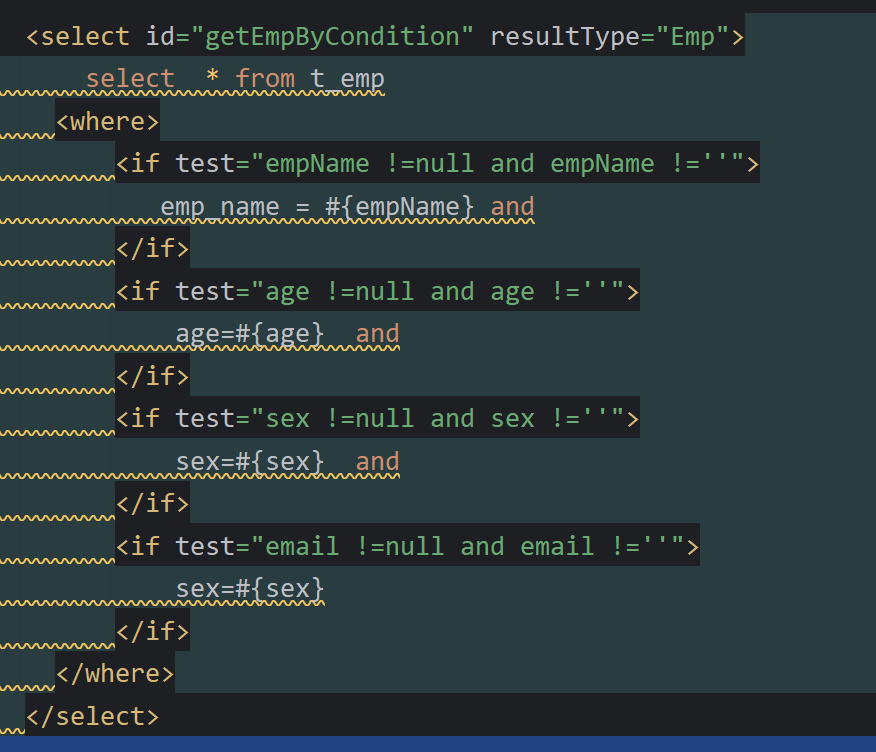 <select id="getEmpByCondition" resultType="Emp">
select * from t_emp
<where>
<if test="empName !=null and empName !=''">
emp_name = #{empName} and
</if>
<if test="age !=null and age !=''">
age=#{age} and
</if>
<if test="sex !=null and sex !=''">
sex=#{sex} and
</if>
<if test="email !=null and email !=''">
sex=#{sex}
</if>
</where>
</select>